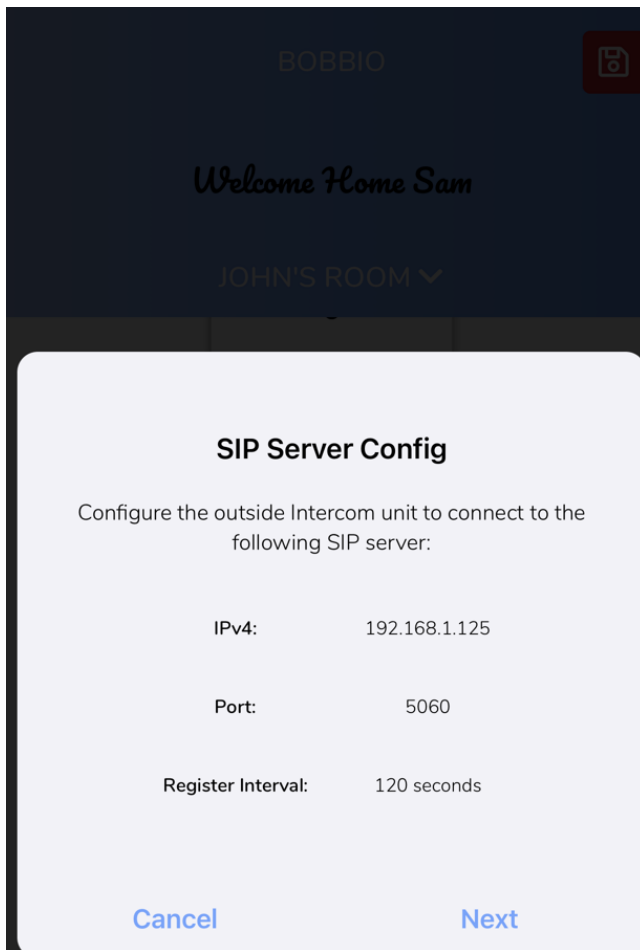 BOBBIO
Welcome Home Sam
JOHN'S ROOM
SIP Server Config
Configure the outside Intercom unit to connect to the
following SIP server:
IPv4: 192.168.1.125
Port: 5060
Register Interval: 120 seconds
Cancel Next